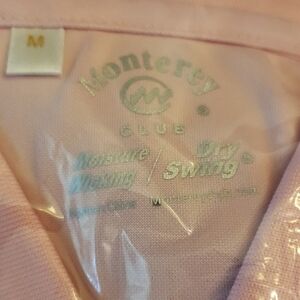 M
Monterey
CLUB
Moisture Wicking / Dry Swing®